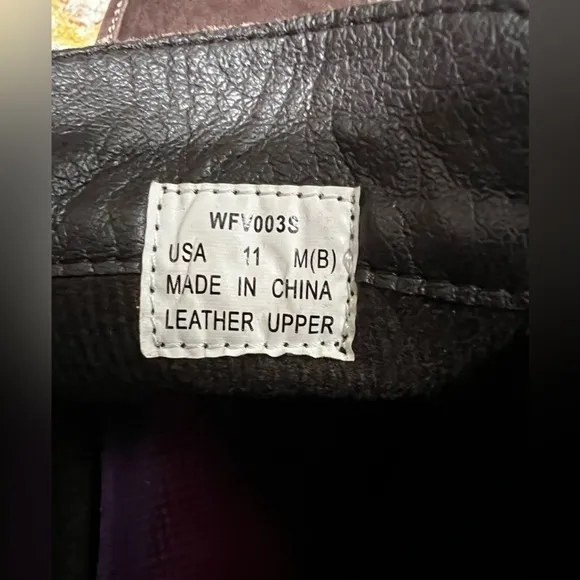 WFV003S
USA 11 M(B)
MADE IN CHINA
LEATHER UPPER